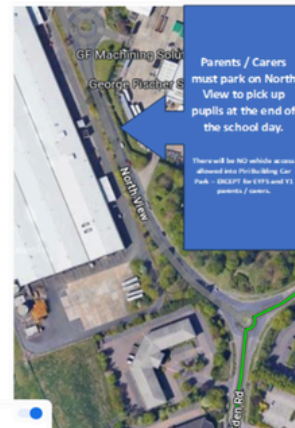 GF Machining Solu
George Fischer S
Parents / Carers
must park on North
View to pick up
pupils at the end of
the school day.
There will be NO vehicle access
allowed into Building Car
Park – EXCEPT for EYFS and Y1
parents / carers.
North View
den Rd